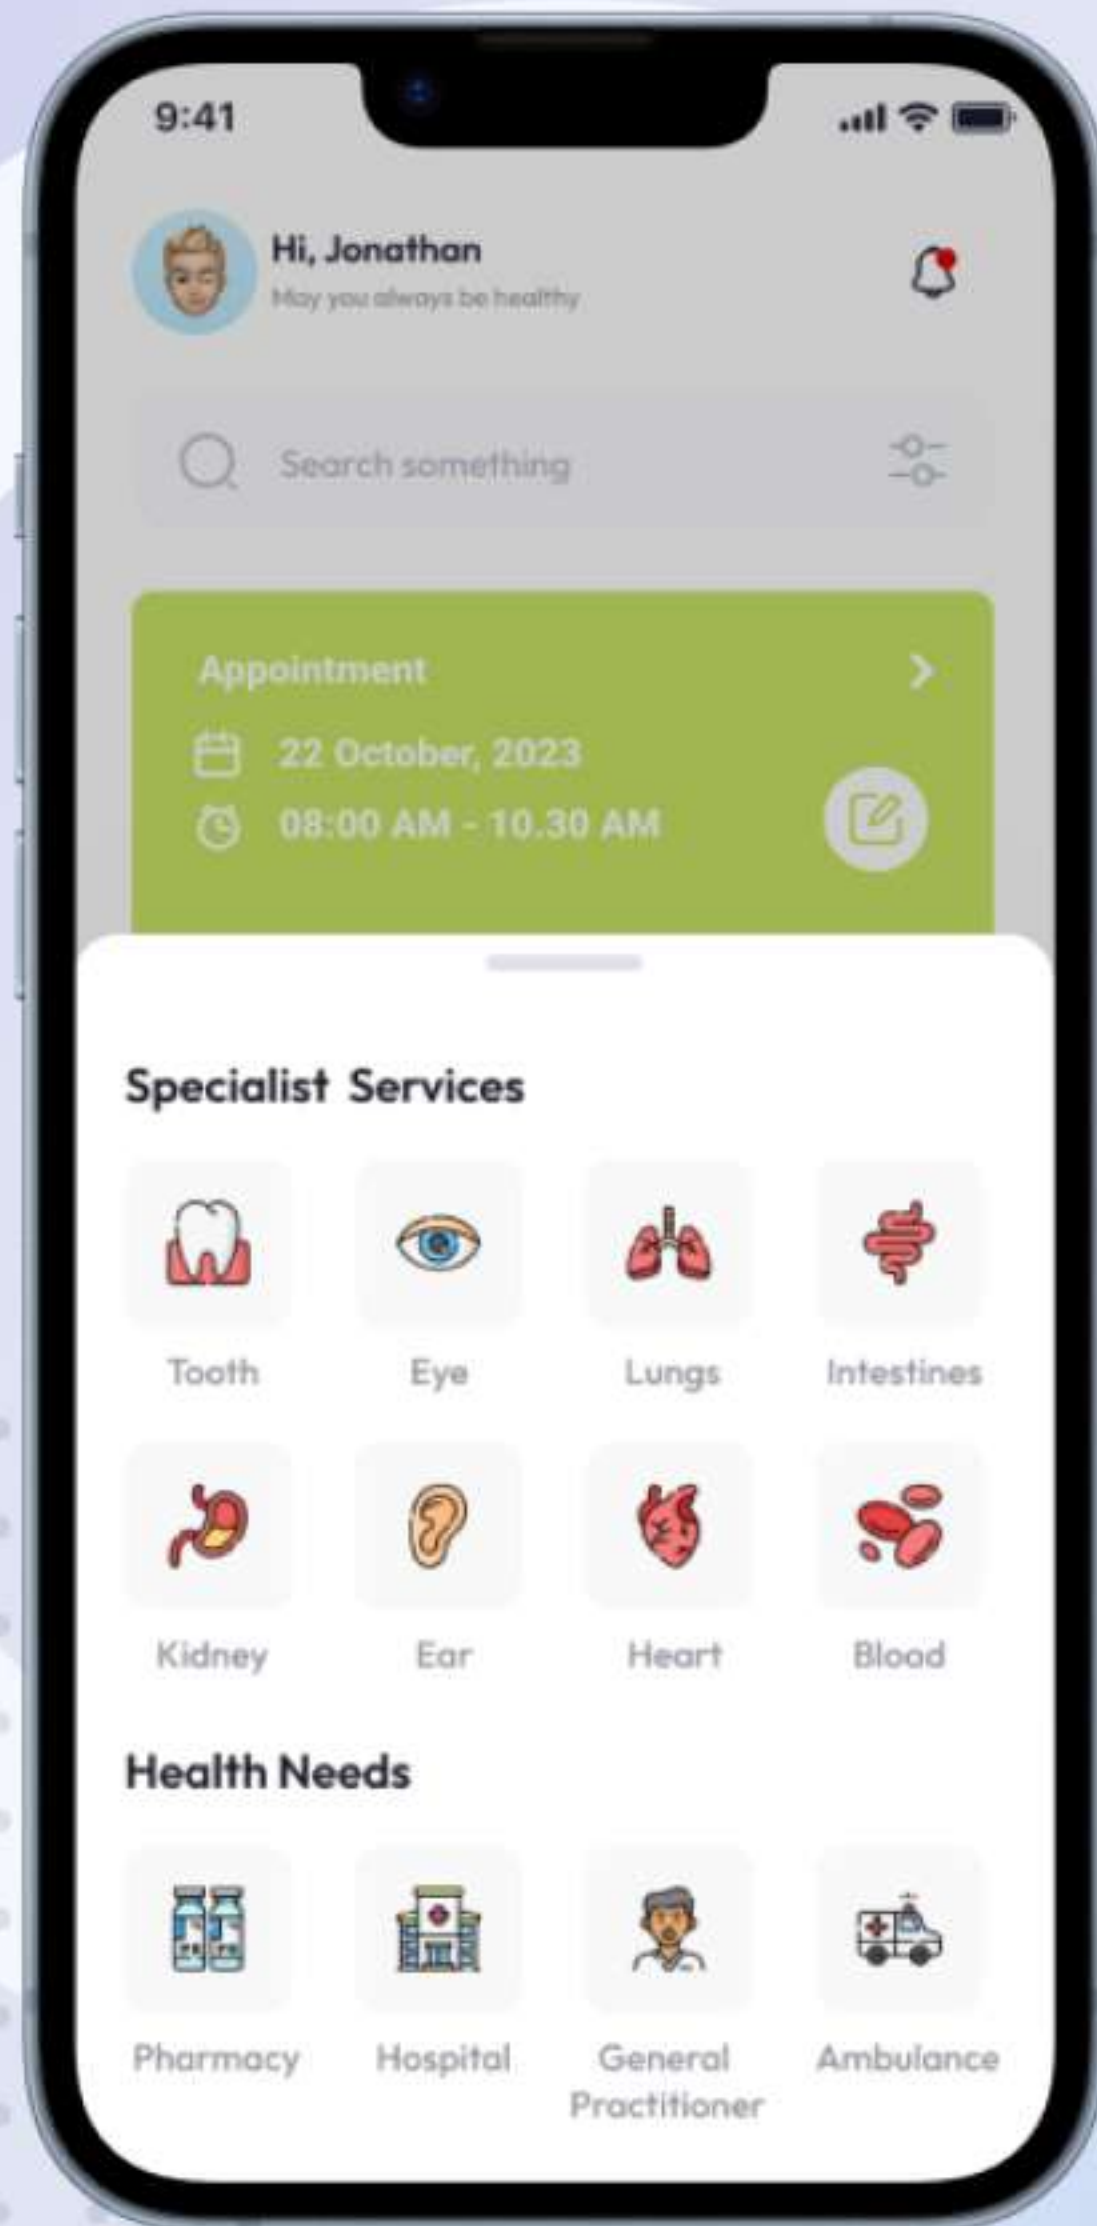 9:41
Hi, Jonathan
May you always be healthy
Search something
Appointment
22 October, 2023
08:00 AM - 10.30 AM
Specialist Services
Tooth
Eye
Lungs
Intestines
Kidney
Ear
Heart
Blood
Health Needs
Pharmacy
Hospital
General
Practitioner
Ambulance